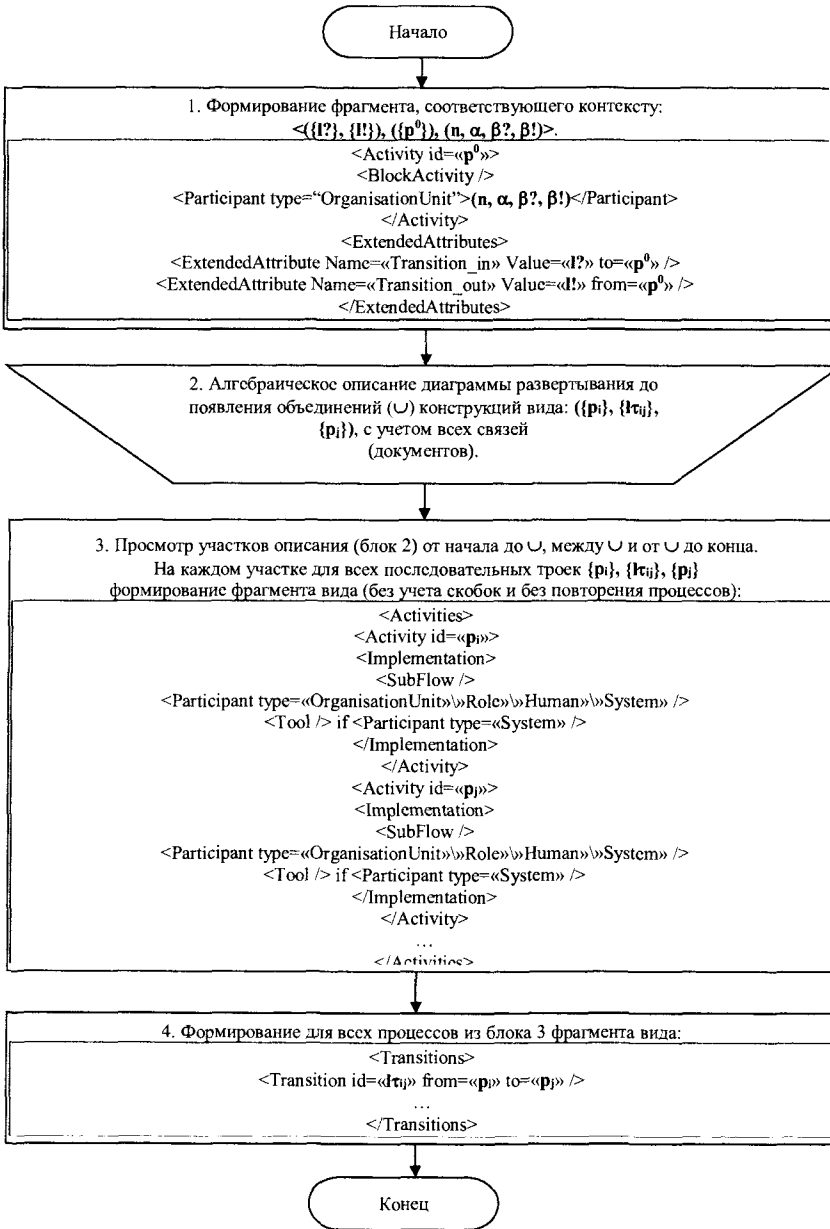 Начало
1. Формирование фрагмента, соответствующего контексту:
<({l?}, {l!}), ({p⁰}), (n, α, β?, β!)>.
<Activity id=«p⁰»>
<BlockActivity />
<Participant type=“OrganisationUnit”>(n, α, β?, β!)</Participant>
</Activity>
<ExtendedAttributes>
<ExtendedAttribute Name=«Transition_in» Value=«l?» to=«p⁰» />
<ExtendedAttribute Name=«Transition_out» Value=«l!» from=«p⁰» />
</ExtendedAttributes>
2. Алгебраическое описание диаграммы развертывания до
появления объединений (∪) конструкций вида: ({pᵢ}, {lτᵢⱼ},
{pⱼ}), с учетом всех связей
(документов).
3. Просмотр участков описания (блок 2) от начала до ∪, между ∪ и от ∪ до конца.
На каждом участке для всех последовательных троек {pᵢ}, {lτᵢⱼ}, {pⱼ}
формирование фрагмента вида (без учета скобок и без повторения процессов):
<Activities>
<Activity id=«pᵢ»>
<Implementation>
<SubFlow />
<Participant type=«OrganisationUnit»\»Role»\»Human»\»System» />
<Tool /> if <Participant type=«System» />
</Implementation>
</Activity>
<Activity id=«pⱼ»>
<Implementation>
<SubFlow />
<Participant type=«OrganisationUnit»\»Role»\»Human»\»System» />
<Tool /> if <Participant type=«System» />
</Implementation>
</Activity>
...
</Activities>
4. Формирование для всех процессов из блока 3 фрагмента вида:
<Transitions>
<Transition id=«lτᵢⱼ» from=«pᵢ» to=«pⱼ» />
...
</Transitions>
Конец